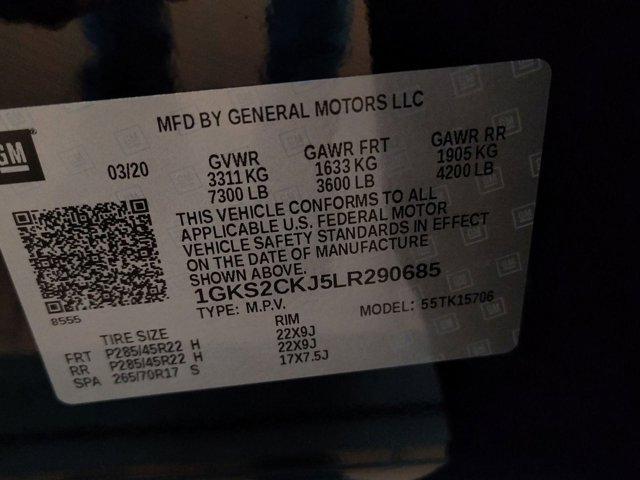 GM
MFD BY GENERAL MOTORS LLC
03/20 GVWR GAWR FRT GAWR RR
3311 KG 1633 KG 1905 KG
7300 LB 3600 LB 4200 LB
THIS VEHICLE CONFORMS TO ALL
APPLICABLE U.S. FEDERAL MOTOR
VEHICLE SAFETY STANDARDS IN EFFECT
ON THE DATE OF MANUFACTURE
SHOWN ABOVE.
1GKS2CKJ5LR290685
8555
TYPE: M.P.V. MODEL: 55TK15706
TIRE SIZE RIM
FRT P285/45R22 H 22X9J
RR P285/45R22 H 22X9J
SPA 265/70R17 S 17X7.5J